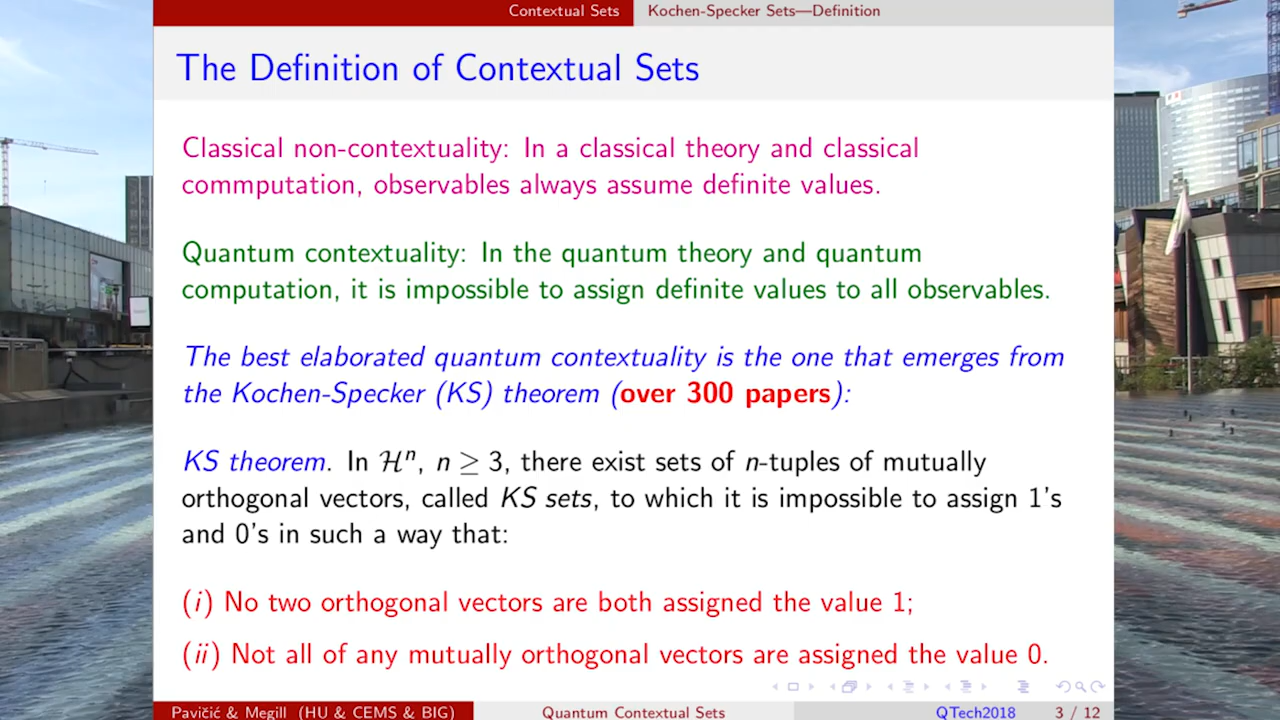 Contextual Sets Kochen-Specker Sets—Definition
The Definition of Contextual Sets
Classical non-contextuality: In a classical theory and classical
commputation, observables always assume definite values.
Quantum contextuality: In the quantum theory and quantum
computation, it is impossible to assign definite values to all observables.
The best elaborated quantum contextuality is the one that emerges from
the Kochen-Specker (KS) theorem (over 300 papers):
KS theorem. In ℋⁿ, n ≥ 3, there exist sets of n-tuples of mutually
orthogonal vectors, called KS sets, to which it is impossible to assign 1's
and 0's in such a way that:
(i) No two orthogonal vectors are both assigned the value 1;
(ii) Not all of any mutually orthogonal vectors are assigned the value 0.
Pavičić & Megill (HU & CEMS & BIG) Quantum Contextual Sets QTech2018 3 / 12